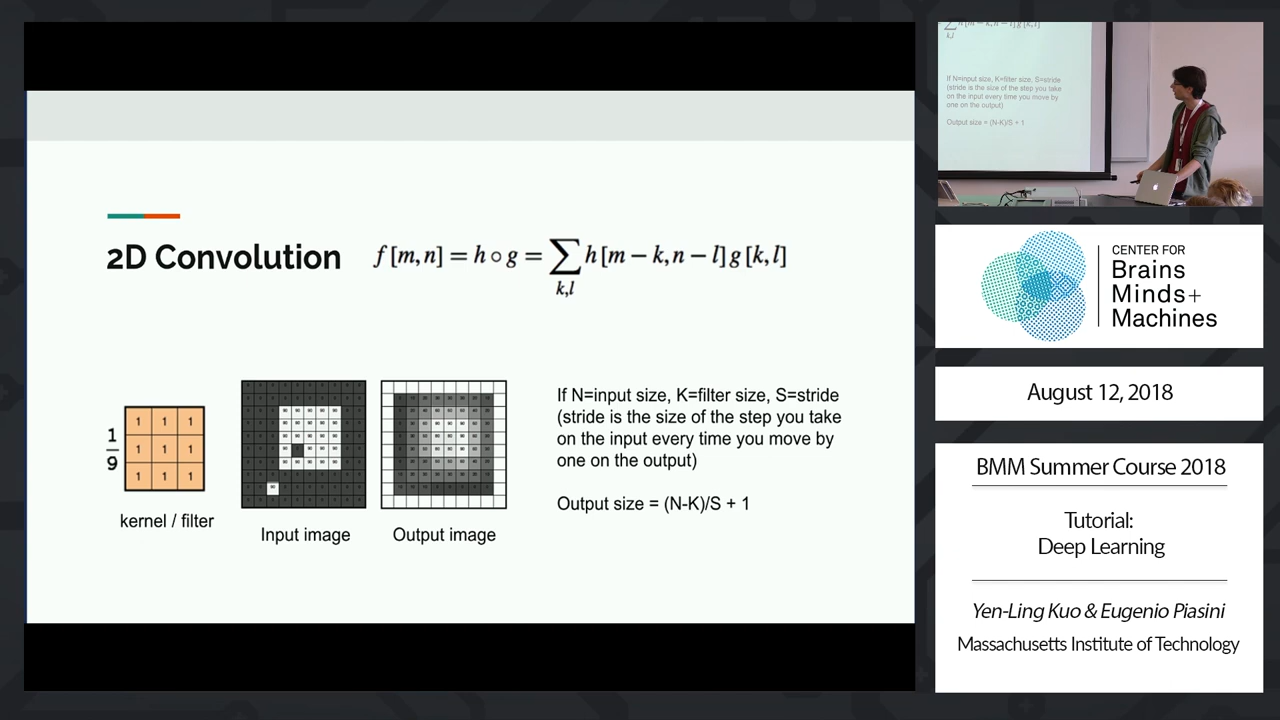 2D Convolution
f[m,n] = h ∘ g = ∑ h[m − k, n − l] g[k, l]
k,l
1
9
1 1 1
1 1 1
1 1 1
kernel / filter
Input image
Output image
If N=input size, K=filter size, S=stride
(stride is the size of the step you take
on the input every time you move by
one on the output)
Output size = (N-K)/S + 1
k,l
If N=input size, K=filter size, S=stride
(stride is the size of the step you take
on the input every time you move by
one on the output)
Output size = (N-K)/S + 1
CENTER FOR
Brains
Minds+
Machines
August 12, 2018
BMM Summer Course 2018
Tutorial:
Deep Learning
Yen-Ling Kuo & Eugenio Piasini
Massachusetts Institute of Technology